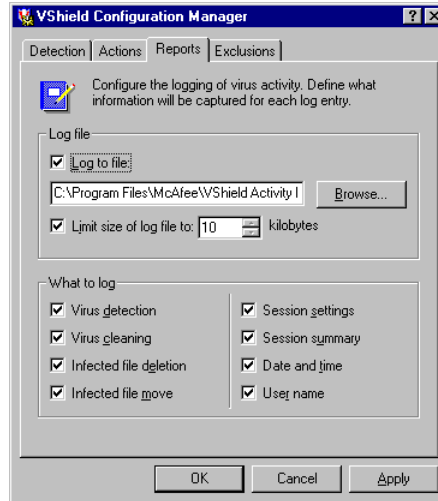 VShield Configuration Manager
Detection Actions Reports Exclusions
Configure the logging of virus activity. Define what
information will be captured for each log entry.
Log file
Log to file:
C:\Program Files\McAfee\VShield Activity l
Browse...
Limit size of log file to: 10 kilobytes
What to log
Virus detection
Virus cleaning
Infected file deletion
Infected file move
Session settings
Session summary
Date and time
User name
OK Cancel Apply